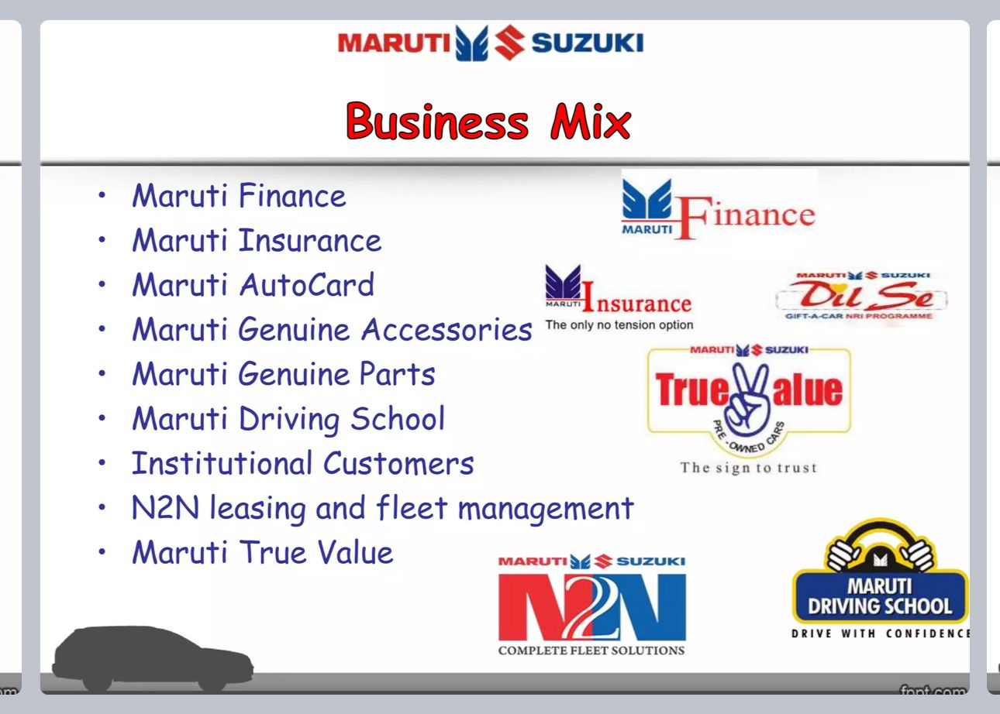 MARUTI SUZUKI
Business Mix
• Maruti Finance
• Maruti Insurance
• Maruti AutoCard
• Maruti Genuine Accessories
• Maruti Genuine Parts
• Maruti Driving School
• Institutional Customers
• N2N leasing and fleet management
• Maruti True Value
MARUTI Finance
MARUTI Insurance
The only no tension option
MARUTI SUZUKI
Dil Se
GIFT-A-CAR NRI PROGRAMME
MARUTI SUZUKI
True Value
PRE-OWNED CARS
The sign to trust
MARUTI SUZUKI
N2N
COMPLETE FLEET SOLUTIONS
MARUTI
DRIVING SCHOOL
DRIVE WITH CONFIDENCE